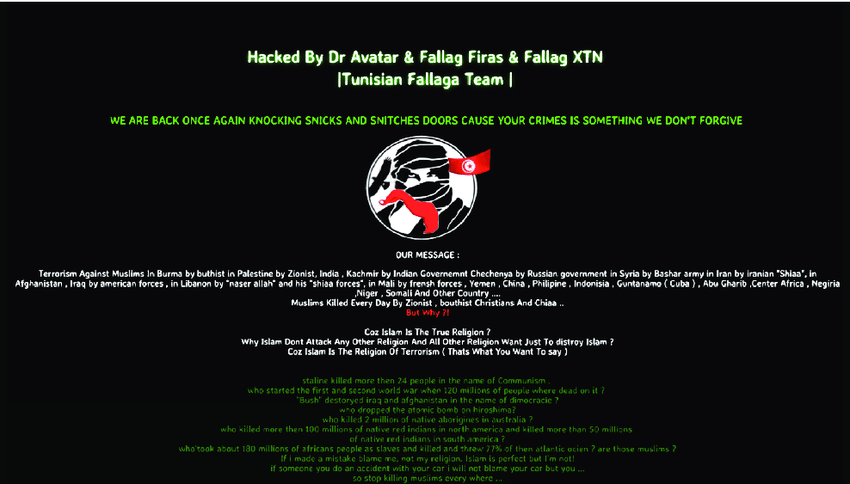 Hacked By Dr Avatar & Fallag Firas & Fallag XTN
|Tunisian Fallaga Team |
WE ARE BACK ONCE AGAIN KNOCKING SNICKS AND SNITCHES DOORS CAUSE YOUR CRIMES IS SOMETHING WE DON'T FORGIVE
OUR MESSAGE :
Terrorism Against Muslims In Burma by buthist in Palestine by Zionist, India , Kachmir by Indian Governemnt Chechenya by Russian government in Syria by Bashar army in Iran by iranian "Shiaa", in
Afghanistan , Iraq by american forces , in Libanon by "naser allah" and his "shiaa forces", in Mali by frensh forces , Yemen , China , Philipine , Indonisia , Guntanamo ( Cuba ) , Abu Gharib ,Center Africa , Negiria
,Niger , Somali And Other Country ....
Muslims Killed Every Day By Zionist , bouthist Christians And Chiaa ..
But Why ?!
Coz Islam Is The True Religion ?
Why Islam Dont Attack Any Other Religion And All Other Religion Want Just To distroy Islam ?
Coz Islam Is The Religion Of Terrorism ( Thats What You Want To say )
staline killed more then 24 people in the name of Communism .
who started the first and second world war when 120 millions of people where dead on it ?
"Bush" destoryed iraq and afghanistan in the name of dimocracie ?
who dropped the atomic bomb on hiroshima?
who killed 2 million of native aborigines in australia ?
who killed more then 100 millions of native red indians in north america and killed more than 50 millions
of native red indians in south america ?
who'took about 180 millions of africans people as slaves and killed and threw 77% of then atlantic ocien ? are those muslims ?
If i made a mistake blame me, not my religion. Islam is perfect but I'm not!
if someone you do an accident with your car i will not blame your car but you ...
so stop killing muslims every where ...